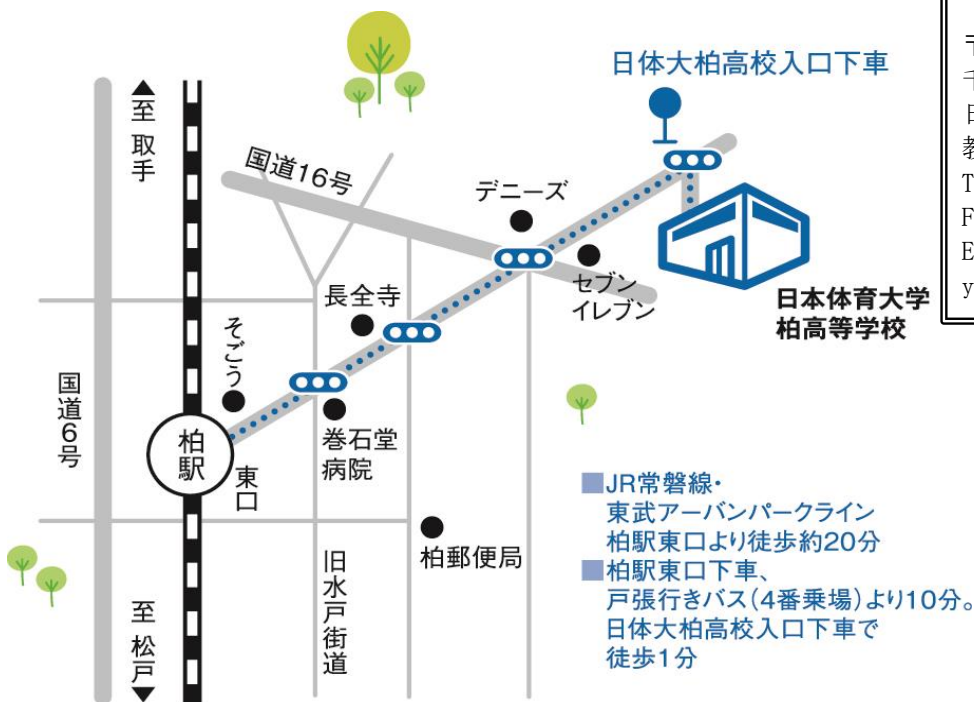 日体大柏高校入口下車
至 取手
国道16号
デニーズ
セブン
イレブン
日本体育大学
柏高等学校
長全寺
そごう
国道6号
柏駅
東口
巻石堂
病院
柏郵便局
旧水戸街道
至 松戸
■JR常磐線・
東武アーバンパークライン
柏駅東口より徒歩約20分
■柏駅東口下車、
戸張行きバス(4番乗場)より10分。
日体大柏高校入口下車で
徒歩1分
〒
千
日
教
T
F
E
y